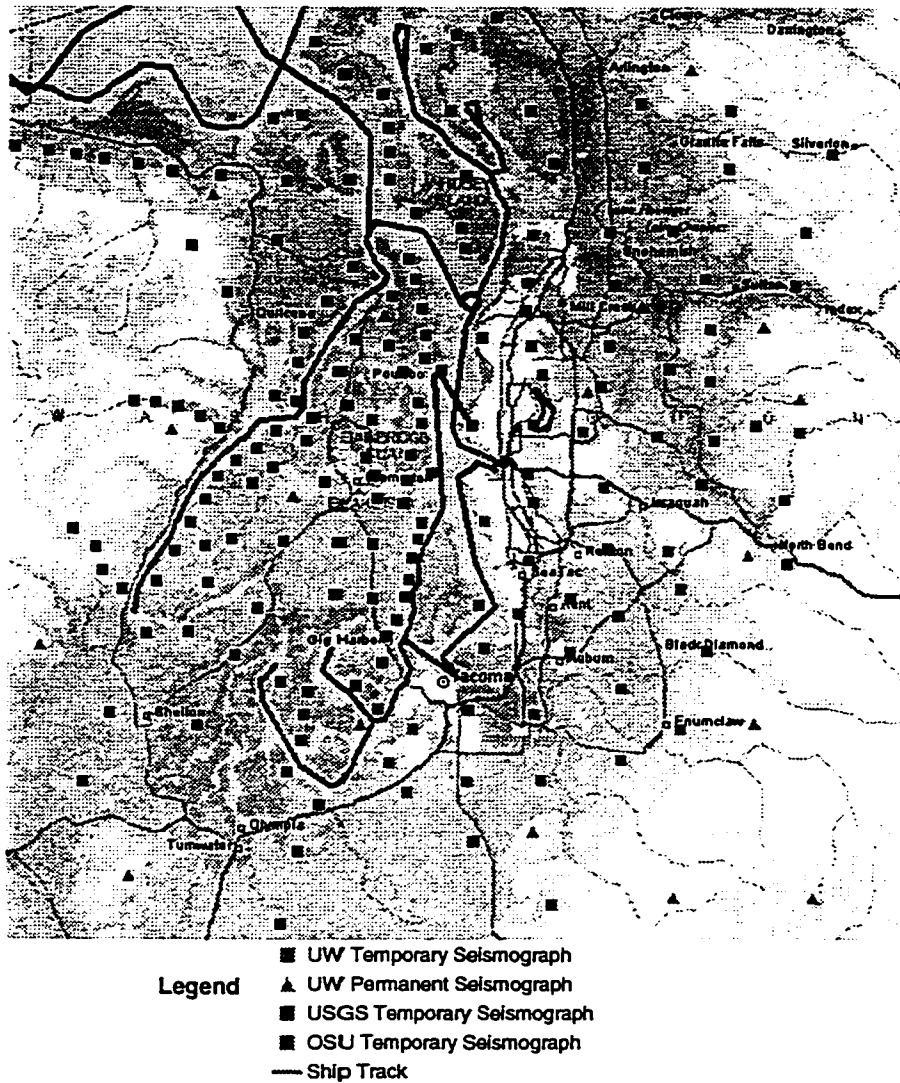 Darrington
Arlington
Granite Falls
Silverton
Snohomish
Sultan
Index
Mill Creek
Quilcene
Poulsbo
BAINBRIDGE
Issaquah
North Bend
Renton
SeaTac
Kent
Gig Harbor
Black Diamond
Auburn
Tacoma
Shelton
Enumclaw
Olympia
Tumwater
Legend
UW Temporary Seismograph
UW Permanent Seismograph
USGS Temporary Seismograph
OSU Temporary Seismograph
Ship Track